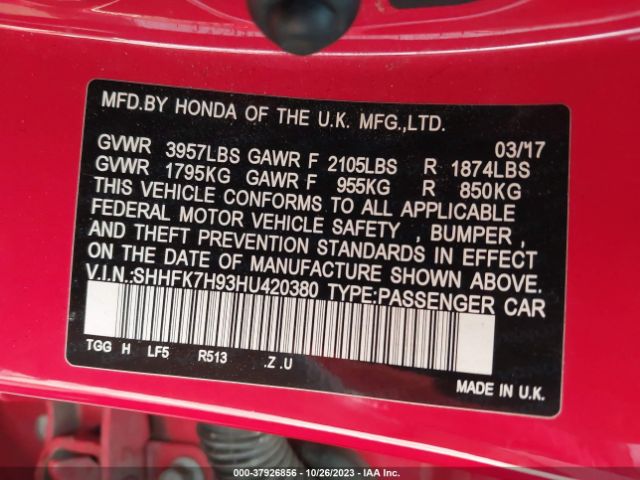 MFD.BY HONDA OF THE U.K. MFG.,LTD.
03/17
GVWR 3957LBS GAWR F 2105LBS R 1874LBS
GVWR 1795KG GAWR F 955KG R 850KG
THIS VEHICLE CONFORMS TO ALL APPLICABLE
FEDERAL MOTOR VEHICLE SAFETY , BUMPER ,
AND THEFT PREVENTION STANDARDS IN EFFECT
ON THE DATE OF MANUFACTURE SHOWN ABOVE.
V.I.N.:SHHFK7H93HU420380 TYPE:PASSENGER CAR
TGG H LF5 R513 .Z .U
MADE IN U.K.
000-37926856 - 10/26/2023 - IAA Inc.